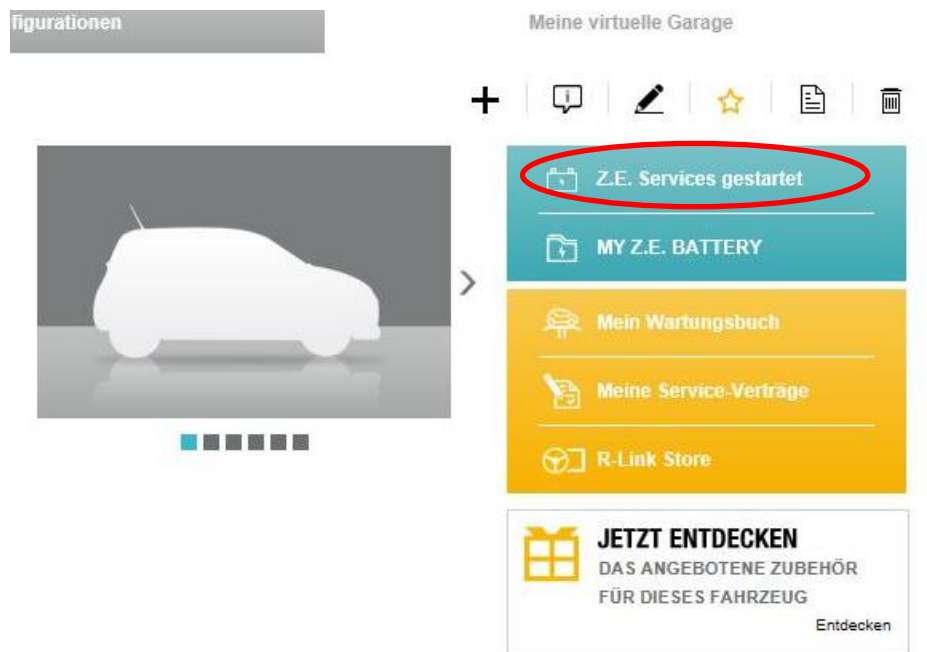 figurationen
Meine virtuelle Garage
Z.E. Services gestartet
MY Z.E. BATTERY
Mein Wartungsbuch
Meine Service-Verträge
R-Link Store
JETZT ENTDECKEN
DAS ANGEBOTENE ZUBEHÖR
FÜR DIESES FAHRZEUG
Entdecken